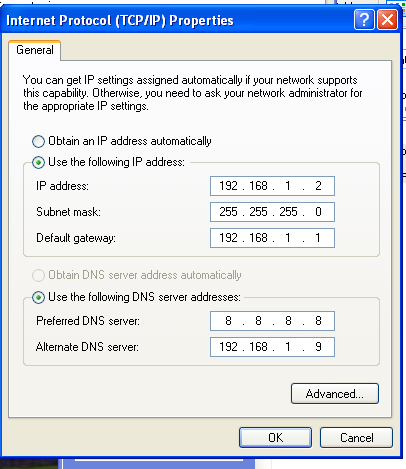 Internet Protocol (TCP/IP) Properties
General
You can get IP settings assigned automatically if your network supports
this capability. Otherwise, you need to ask your network administrator for
the appropriate IP settings.
Obtain an IP address automatically
Use the following IP address:
IP address: 192 . 168 . 1 . 2
Subnet mask: 255 . 255 . 255 . 0
Default gateway: 192 . 168 . 1 . 1
Obtain DNS server address automatically
Use the following DNS server addresses:
Preferred DNS server: 8 . 8 . 8 . 8
Alternate DNS server: 192 . 168 . 1 . 9
Advanced...
OK Cancel